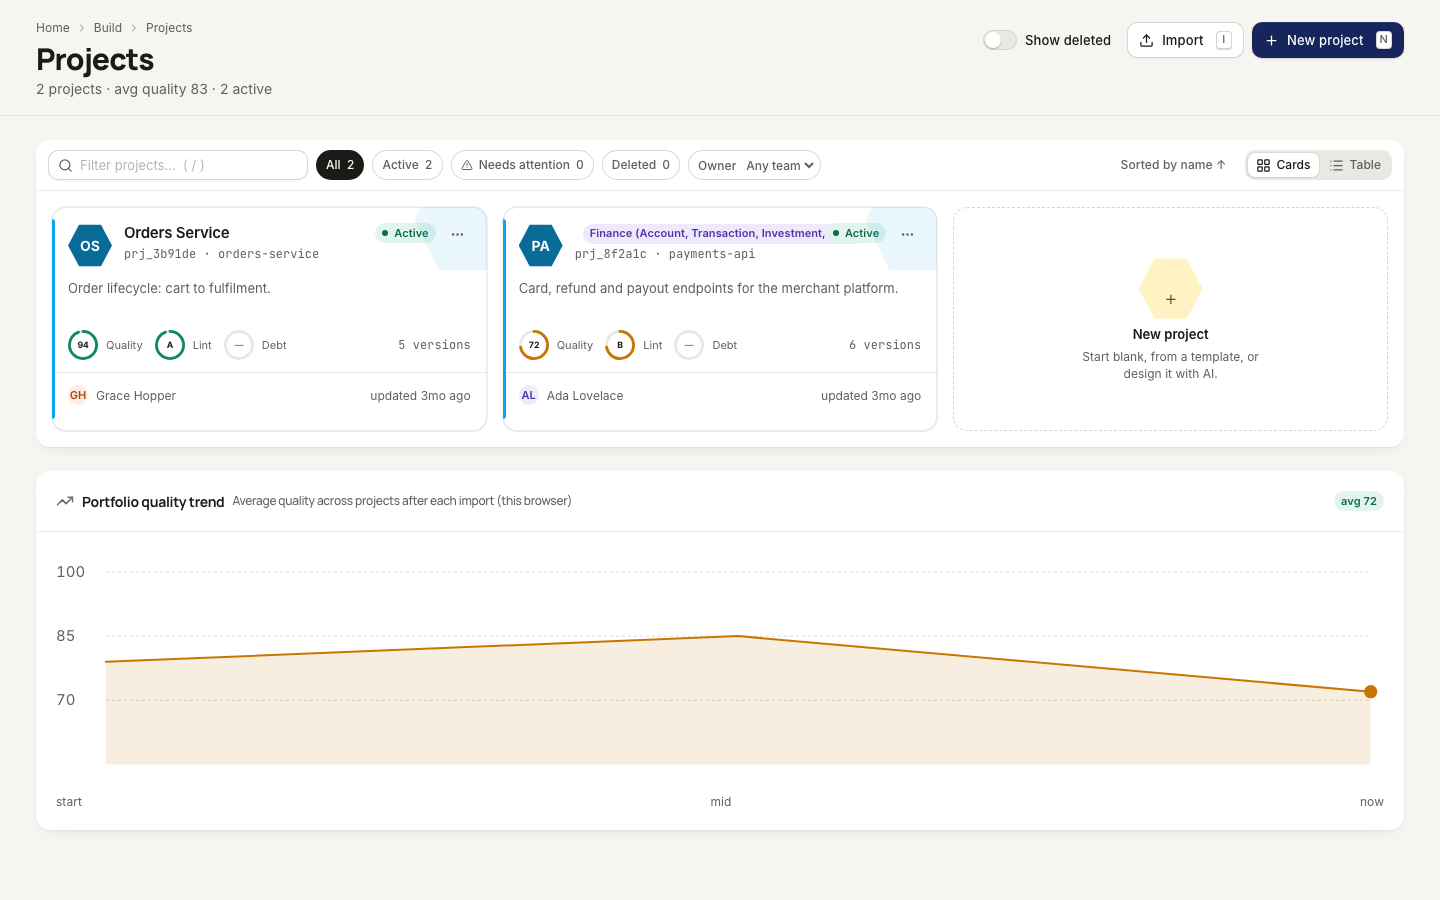 Home > Build > Projects
Projects
2 projects · avg quality 83 · 2 active
Show deleted
Import I
+ New project N
Filter projects... ( / )
All 2
Active 2
Needs attention 0
Deleted 0
Owner Any team
Sorted by name ↑
Cards
Table
OS
Orders Service
Active
prj_3b91de · orders-service
Order lifecycle: cart to fulfilment.
94 Quality
A Lint
— Debt
5 versions
GH Grace Hopper
updated 3mo ago
PA
Finance (Account, Transaction, Investment,
Active
prj_8f2a1c · payments-api
Card, refund and payout endpoints for the merchant platform.
72 Quality
B Lint
— Debt
6 versions
AL Ada Lovelace
updated 3mo ago
+
New project
Start blank, from a template, or
design it with AI.
Portfolio quality trend Average quality across projects after each import (this browser)
avg 72
100
85
70
start
mid
now